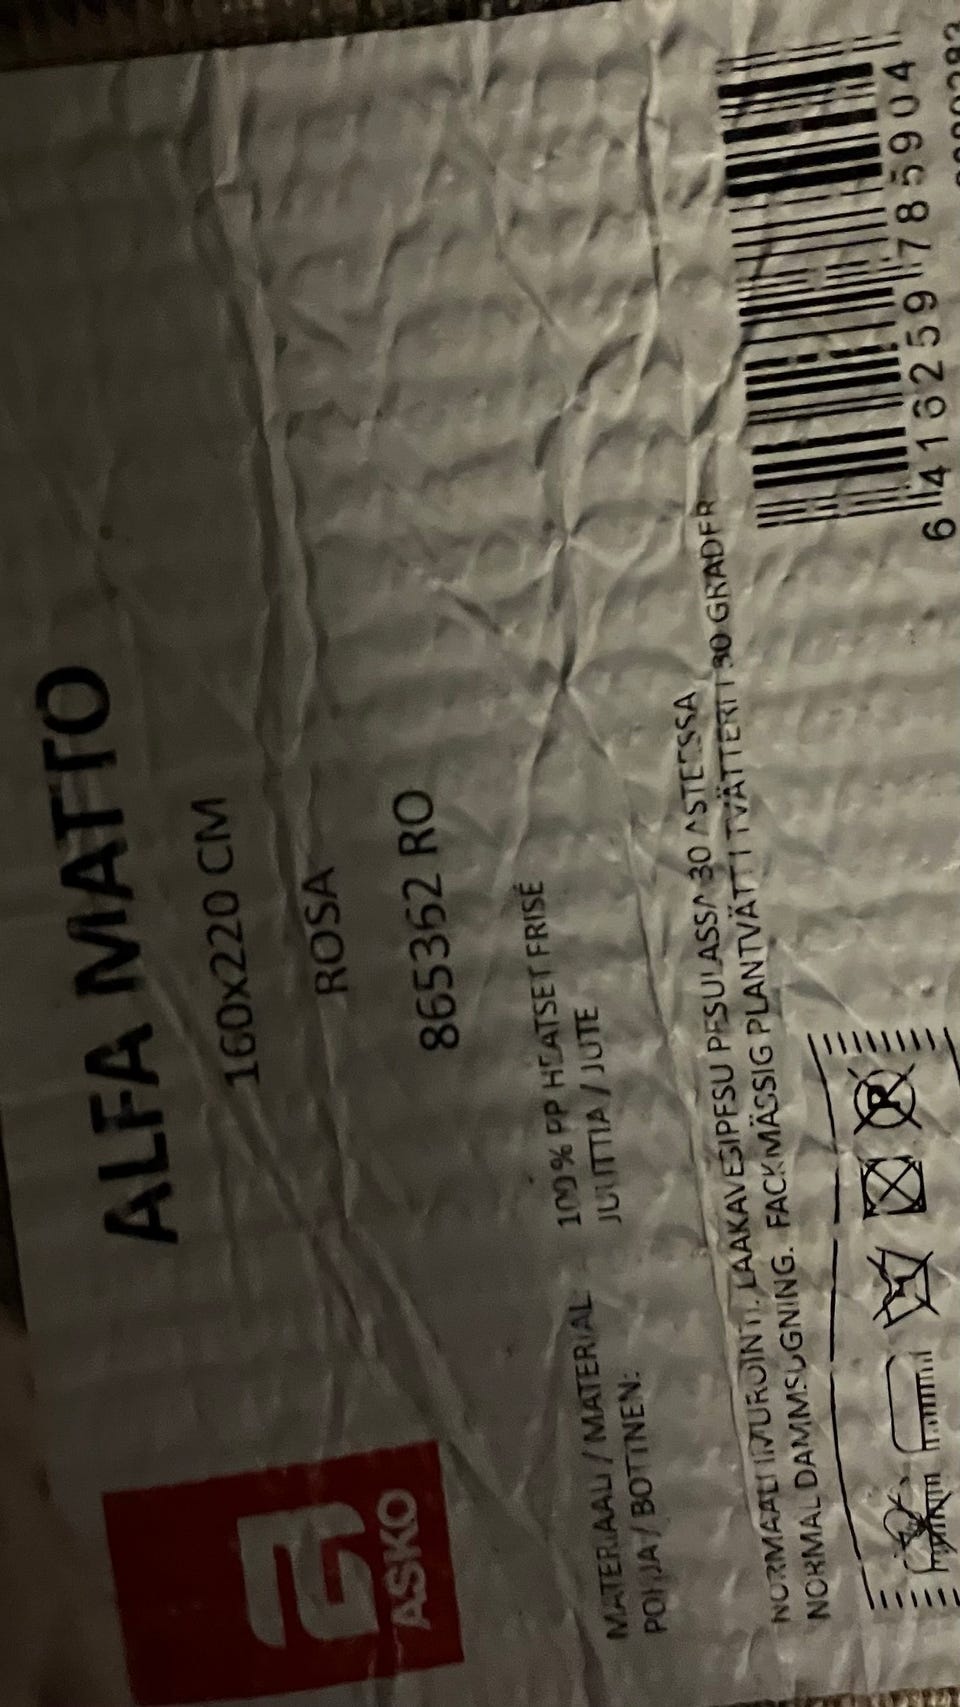 ALFA MATTO
160x220 CM
ROSA
865362 RO
ASKO
MATERIAALI / MATERIAL 100 % PP HEATSET FRISÉ
POHJA / BOTTNEN: JUUTTIA / JUTE
NORMAALI IMUROINTI. LAAKAVESIPESU PESULASSA 30 ASTEESSA
NORMAL DAMMSUGNING. FACKMÄSSIG PLANTVÄTT I TVÄTTERI I 30 GRADER
P
6 416259 785904